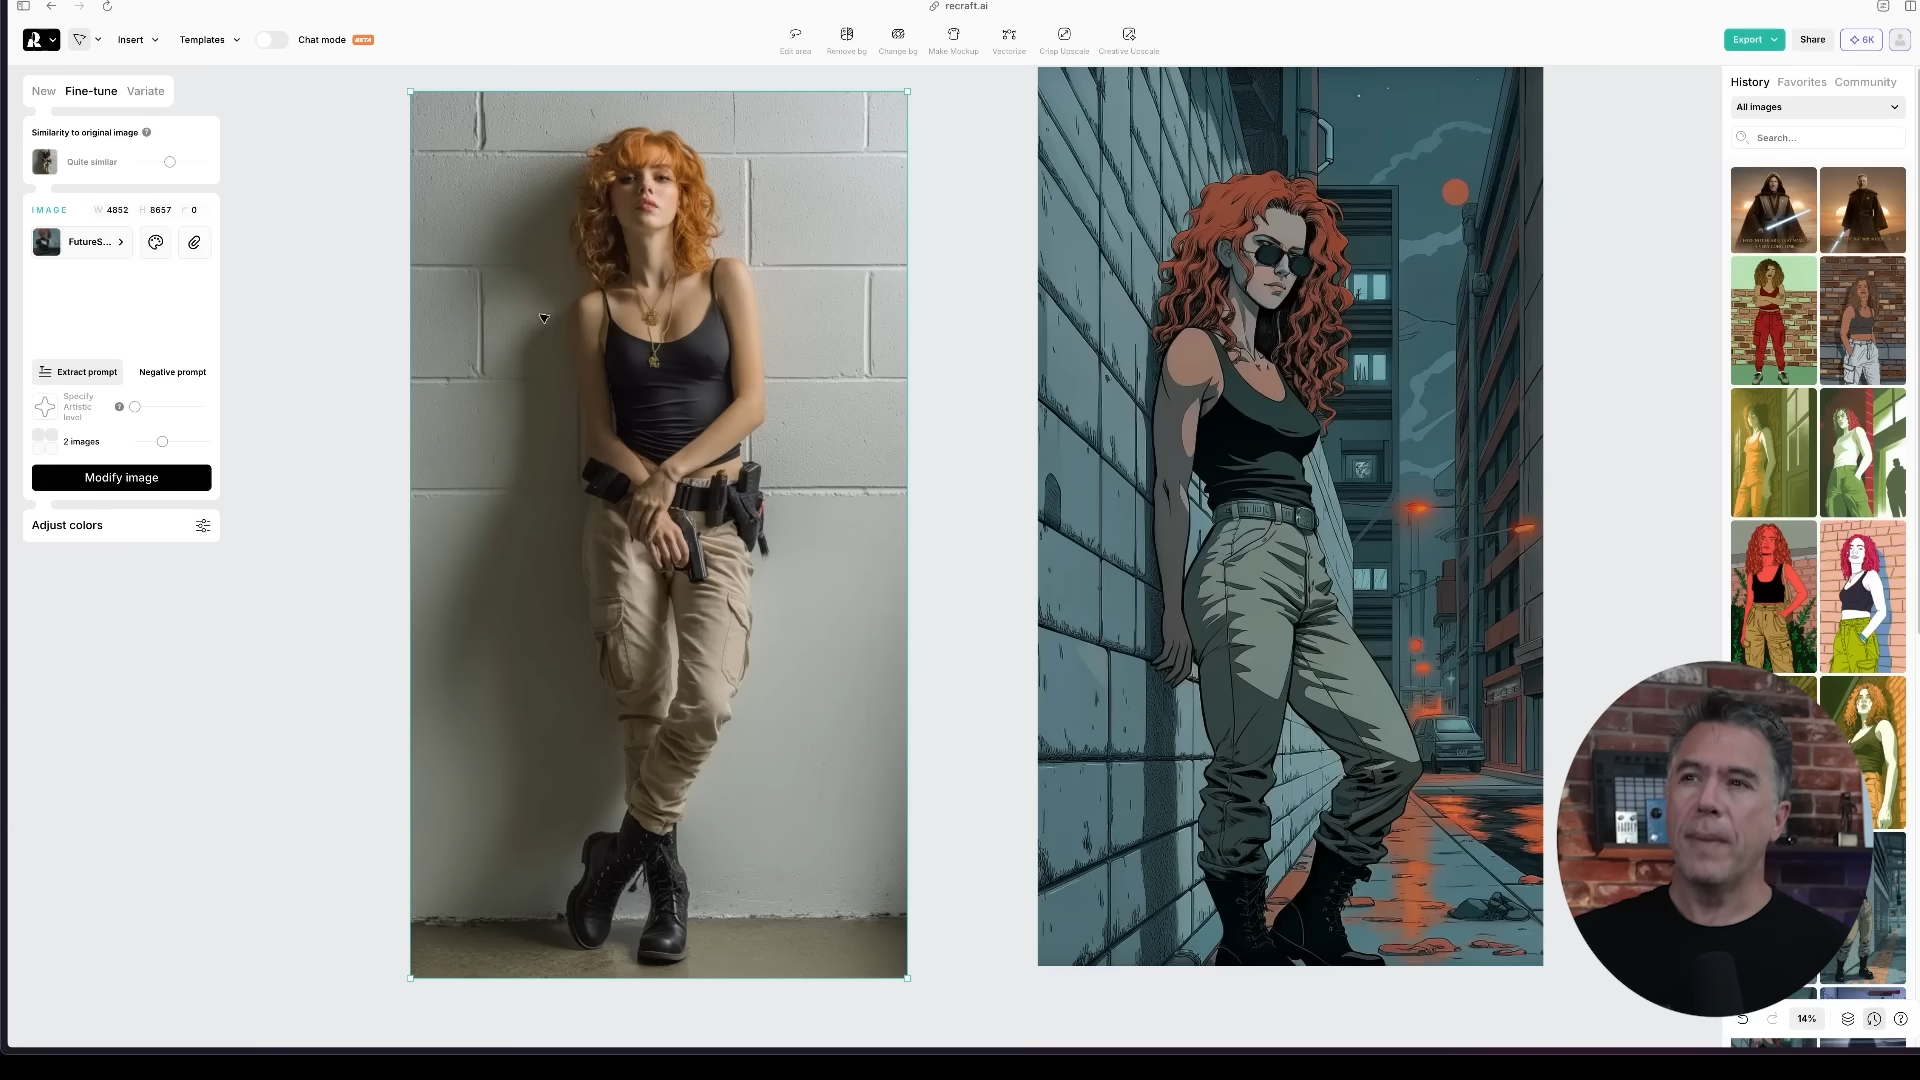 recraft.ai
Insert
Templates
Chat mode
BETA
Edit area
Remove bg
Change bg
Make Mockup
Vectorize
Crisp Upscale
Creative Upscale
Export
Share
6K
New
Fine-tune
Variate
Similarity to original image
?
Quite similar
IMAGE
W 4852
H 8657
0
FutureS...
Extract prompt
Negative prompt
Specify
Artistic
level
?
2 images
Modify image
Adjust colors
History
Favorites
Community
All images
Search...
14%
?